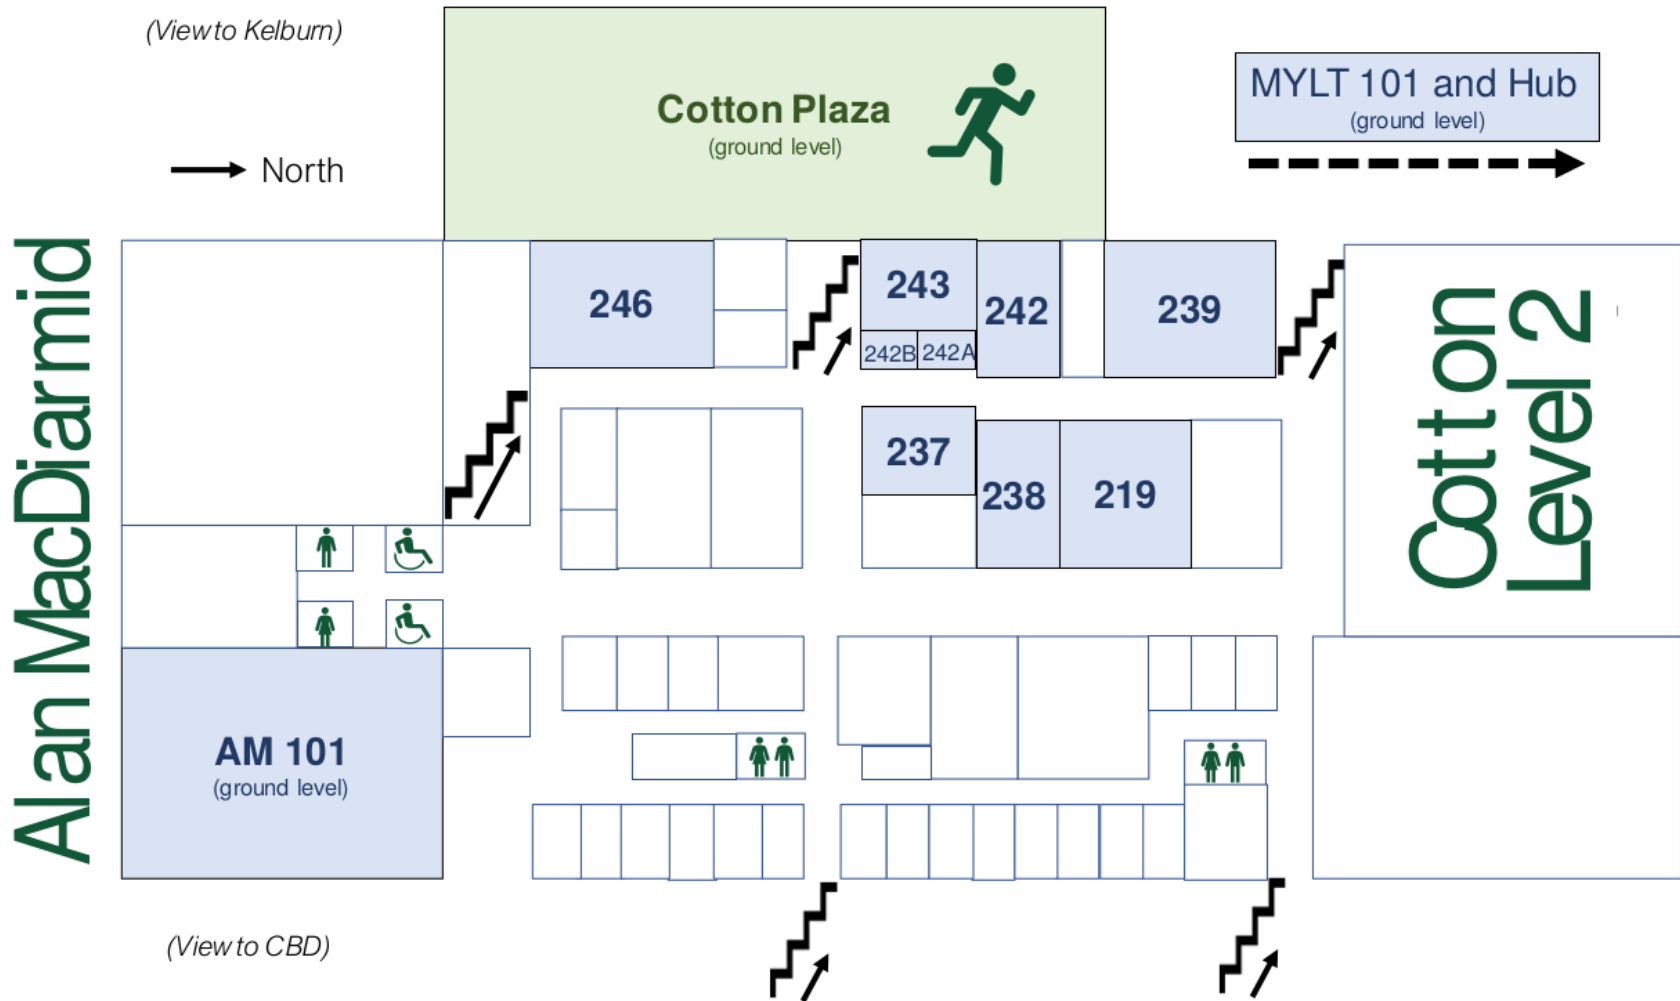 (View to Kelburn)
Cotton Plaza
(ground level)
MYLT 101 and Hub
(ground level)
North
Alan MacDiarmid
246
243
242
239
242B
242A
237
238
219
Cotton
Level 2
AM 101
(ground level)
(View to CBD)